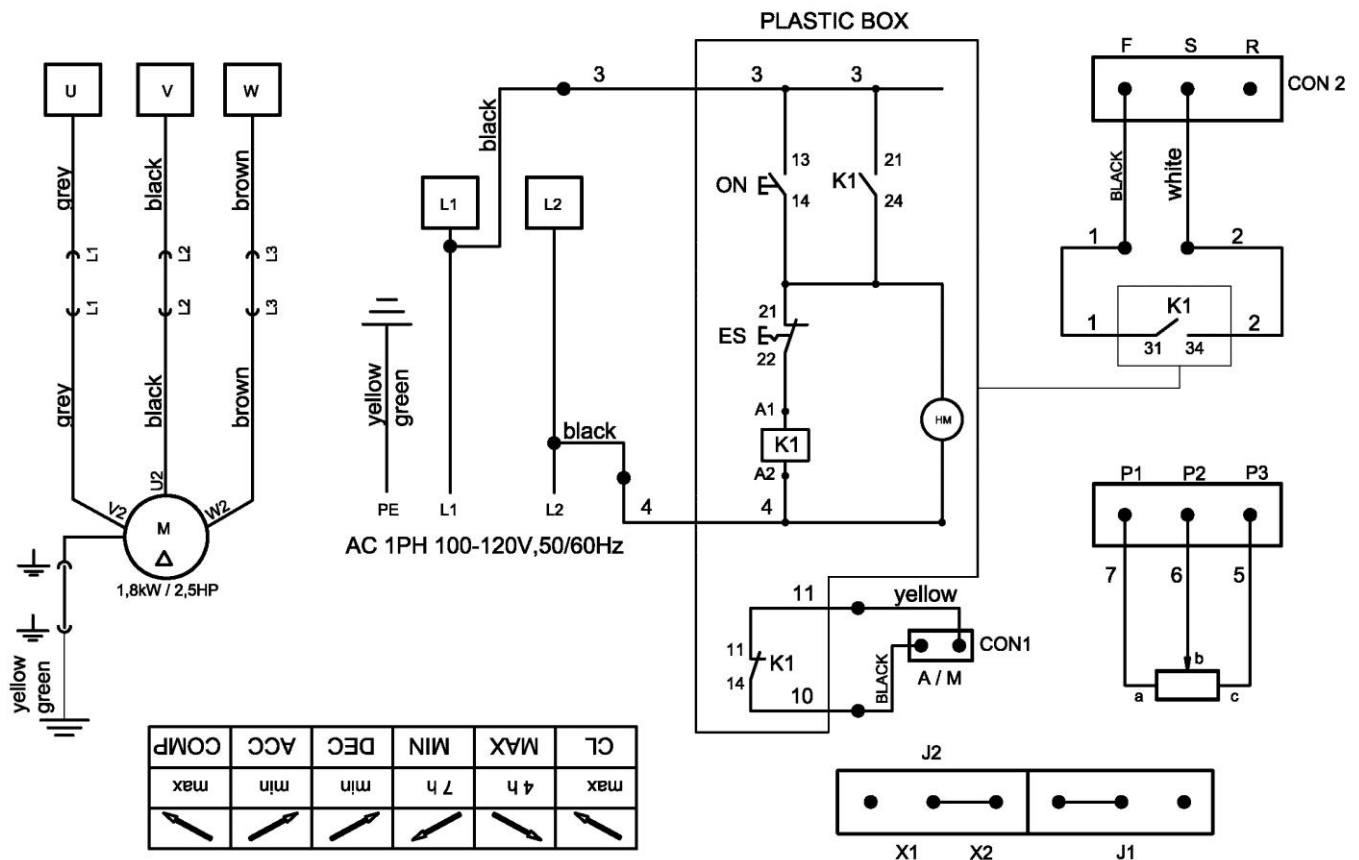 PLASTIC BOX
U V W
grey black brown
L1 L2 L3
L1 L2 L3
grey black brown
V2 U2 W2
M
Δ
1,8kW / 2,5HP
yellow
green
yellow
green
PE L1 L2
AC 1PH 100-120V,50/60Hz
L1 L2
black
black
3 3 3
13
ON
14
21
K1
24
21
ES
22
A1
K1
A2
HM
4 4
11 yellow
11
K1
14
10 BLACK
CON1
A / M
F S R
CON 2
BLACK white
1 2
K1
1 2
31 34
P1 P2 P3
7 6 5
a b c
J2
X1 X2 J1
COMP ACC DEC MIN MAX CL
max min min 7 h 4 h max